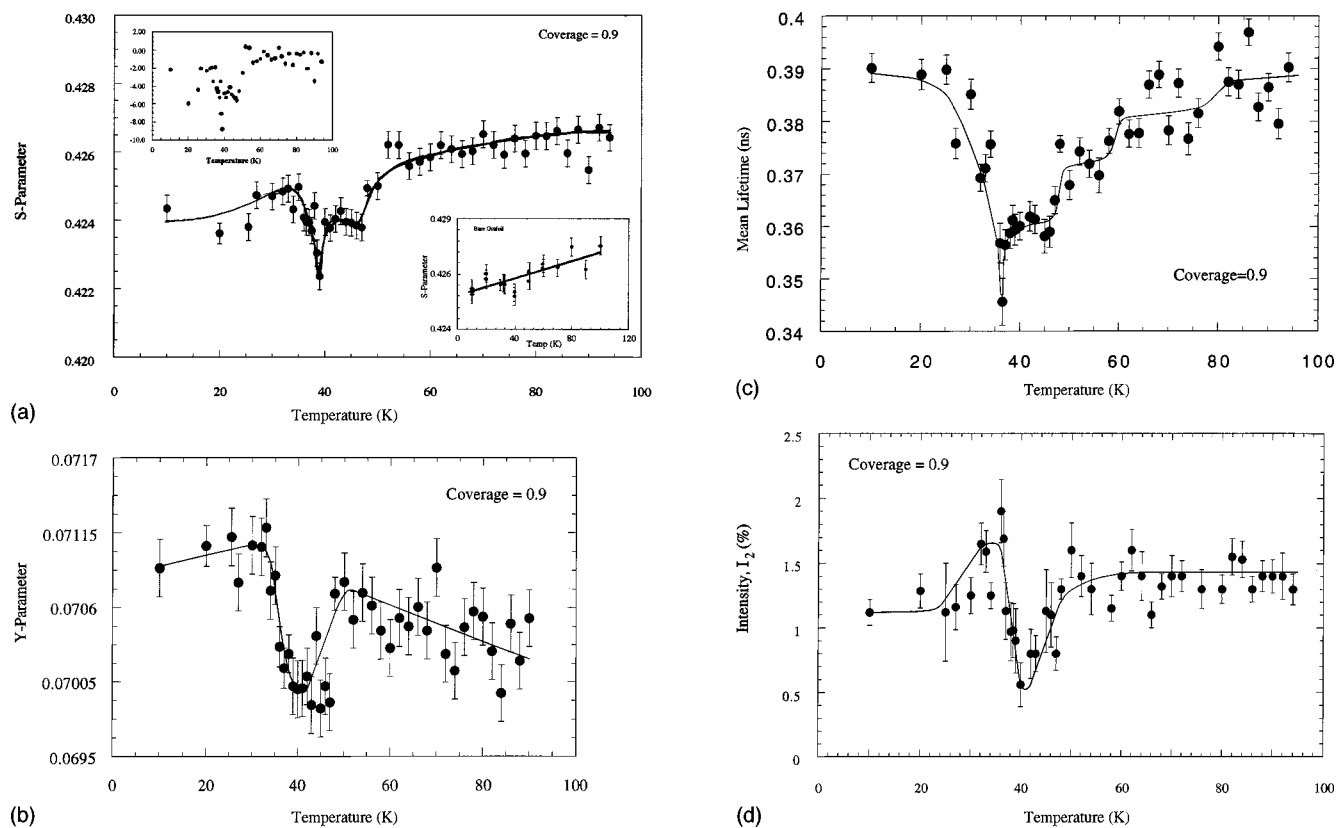 0.430
0.428
0.426
0.424
0.422
0.420
S-Parameter
Coverage = 0.9
2.00
0.00
-2.00
-4.00
-6.00
-8.00
-10.0
0 20 40 60 80 100
Temperature (K)
0.429
0.426
0.424
S-Parameter
Bare Grafoil
0 40 80 120
Temp (K)
0 20 40 60 80 100
Temperature (K)
(a)
0.0717
0.07115
0.0706
0.07005
0.0695
Y-Parameter
Coverage = 0.9
0 20 40 60 80 100
Temperature (K)
(b)
0.4
0.39
0.38
0.37
0.36
0.35
0.34
Mean Lifetime (ns)
Coverage=0.9
0 20 40 60 80 100
Temperature (K)
(c)
2.5
2
1.5
1
0.5
0
Intensity, I2 (%)
Coverage = 0.9
0 20 40 60 80 100
Temperature (K)
(d)